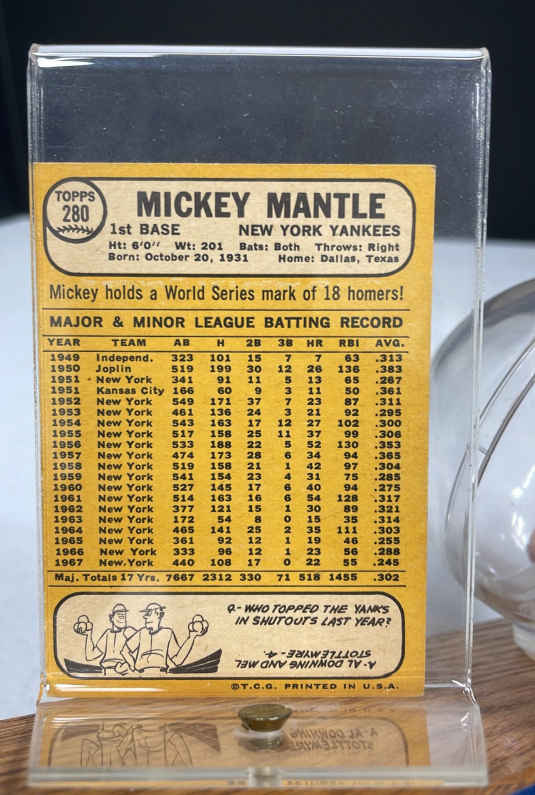 TOPPS
280
MICKEY MANTLE
1st BASE NEW YORK YANKEES
Ht: 6'0" Wt: 201 Bats: Both Throws: Right
Born: October 20, 1931 Home: Dallas, Texas
Mickey holds a World Series mark of 18 homers!
MAJOR & MINOR LEAGUE BATTING RECORD
YEAR TEAM AB H 2B 3B HR RBI AVG.
1949 Independ. 323 101 15 7 7 63 .313
1950 Joplin 519 199 30 12 26 136 .383
1951 New York 341 91 11 5 13 65 .267
1951 Kansas City 166 60 9 3 11 50 .361
1952 New York 549 171 37 7 23 87 .311
1953 New York 461 136 24 3 21 92 .295
1954 New York 543 163 17 12 27 102 .300
1955 New York 517 158 25 11 37 99 .306
1956 New York 533 188 22 5 52 130 .353
1957 New York 474 173 28 6 34 94 .365
1958 New York 519 158 21 1 42 97 .304
1959 New York 541 154 23 4 31 75 .285
1960 New York 527 145 17 6 40 94 .275
1961 New York 514 163 16 6 54 128 .317
1962 New York 377 121 15 1 30 89 .321
1963 New York 172 54 8 0 15 35 .314
1964 New York 465 141 25 2 35 111 .303
1965 New York 361 92 12 1 19 46 .255
1966 New York 333 96 12 1 23 56 .288
1967 New.York 440 108 17 0 22 55 .245
Maj. Totals 17 Yrs. 7667 2312 330 71 518 1455 .302
Q-WHO TOPPED THE YANKS
IN SHUTOUTS LAST YEAR?
A-AL DOWNING AND MEL
STOTTLEMYRE-4.
©T.C.G. PRINTED IN U.S.A.